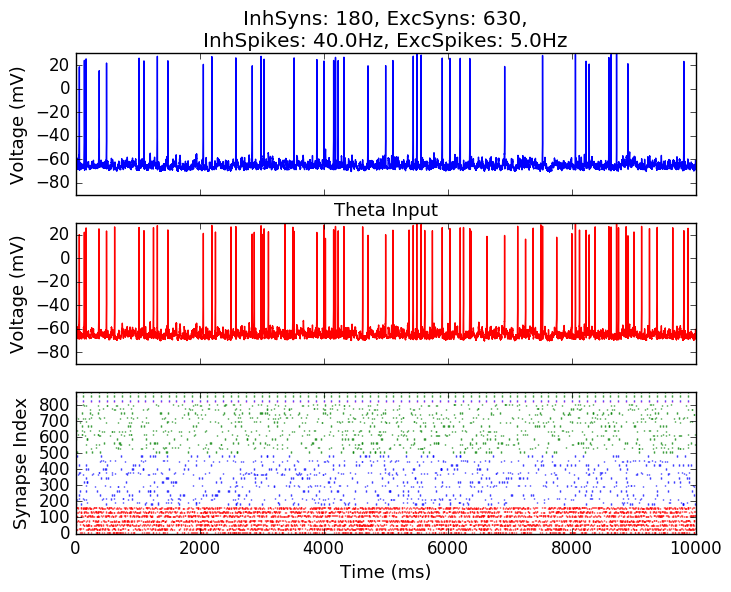 InhSyns: 180, ExcSyns: 630,
InhSpikes: 40.0Hz, ExcSpikes: 5.0Hz
Voltage (mV)
20
0
−20
−40
−60
−80
Theta Input
Voltage (mV)
20
0
−20
−40
−60
−80
Synapse Index
800
700
600
500
400
300
200
100
0
0 2000 4000 6000 8000 10000
Time (ms)